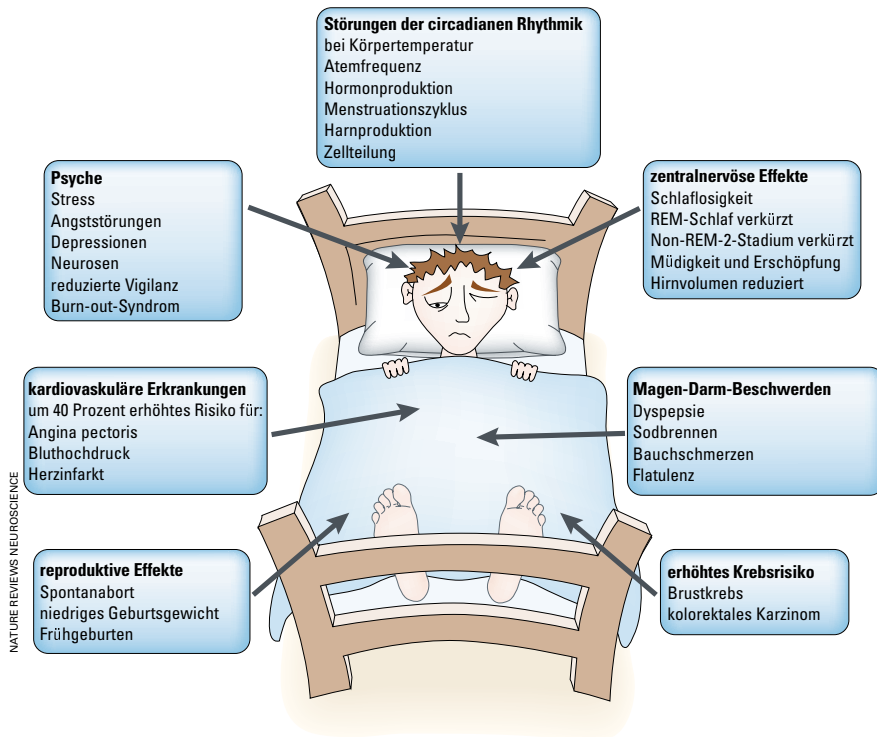 Störungen der circadianen Rhythmik
bei Körpertemperatur
Atemfrequenz
Hormonproduktion
Menstruationszyklus
Harnproduktion
Zellteilung
Psyche
Stress
Angststörungen
Depressionen
Neurosen
reduzierte Vigilanz
Burn-out-Syndrom
zentralnervöse Effekte
Schlaflosigkeit
REM-Schlaf verkürzt
Non-REM-2-Stadium verkürzt
Müdigkeit und Erschöpfung
Hirnvolumen reduziert
kardiovaskuläre Erkrankungen
um 40 Prozent erhöhtes Risiko für:
Angina pectoris
Bluthochdruck
Herzinfarkt
Magen-Darm-Beschwerden
Dyspepsie
Sodbrennen
Bauchschmerzen
Flatulenz
reproduktive Effekte
Spontanabort
niedriges Geburtsgewicht
Frühgeburten
erhöhtes Krebsrisiko
Brustkrebs
kolorektales Karzinom
NATURE REVIEWS NEUROSCIENCE